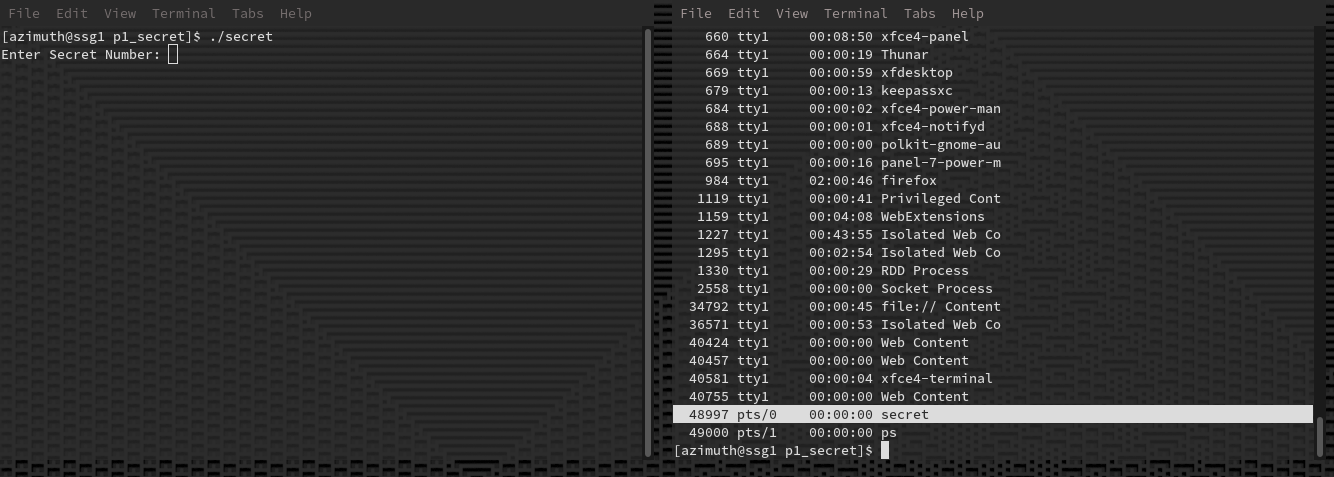 File Edit View Terminal Tabs Help
[azimuth@ssg1 p1_secret]$ ./secret
Enter Secret Number:
File Edit View Terminal Tabs Help
660 tty1 00:08:50 xfce4-panel
664 tty1 00:00:19 Thunar
669 tty1 00:00:59 xfdesktop
679 tty1 00:00:13 keepassxc
684 tty1 00:00:02 xfce4-power-man
688 tty1 00:00:01 xfce4-notifyd
689 tty1 00:00:00 polkit-gnome-au
695 tty1 00:00:16 panel-7-power-m
984 tty1 02:00:46 firefox
1119 tty1 00:00:41 Privileged Cont
1159 tty1 00:04:08 WebExtensions
1227 tty1 00:43:55 Isolated Web Co
1295 tty1 00:02:54 Isolated Web Co
1330 tty1 00:00:29 RDD Process
2558 tty1 00:00:00 Socket Process
34792 tty1 00:00:45 file:// Content
36571 tty1 00:00:53 Isolated Web Co
40424 tty1 00:00:00 Web Content
40457 tty1 00:00:00 Web Content
40581 tty1 00:00:04 xfce4-terminal
40755 tty1 00:00:00 Web Content
48997 pts/0 00:00:00 secret
49000 pts/1 00:00:00 ps
[azimuth@ssg1 p1_secret]$